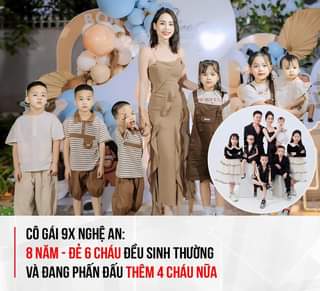 CÔ GÁI 9X NGHỆ AN:
8 NĂM - ĐẺ 6 CHÁU ĐỀU SINH THƯỜNG
VÀ ĐANG PHẤN ĐẤU THÊM 4 CHÁU NỮA